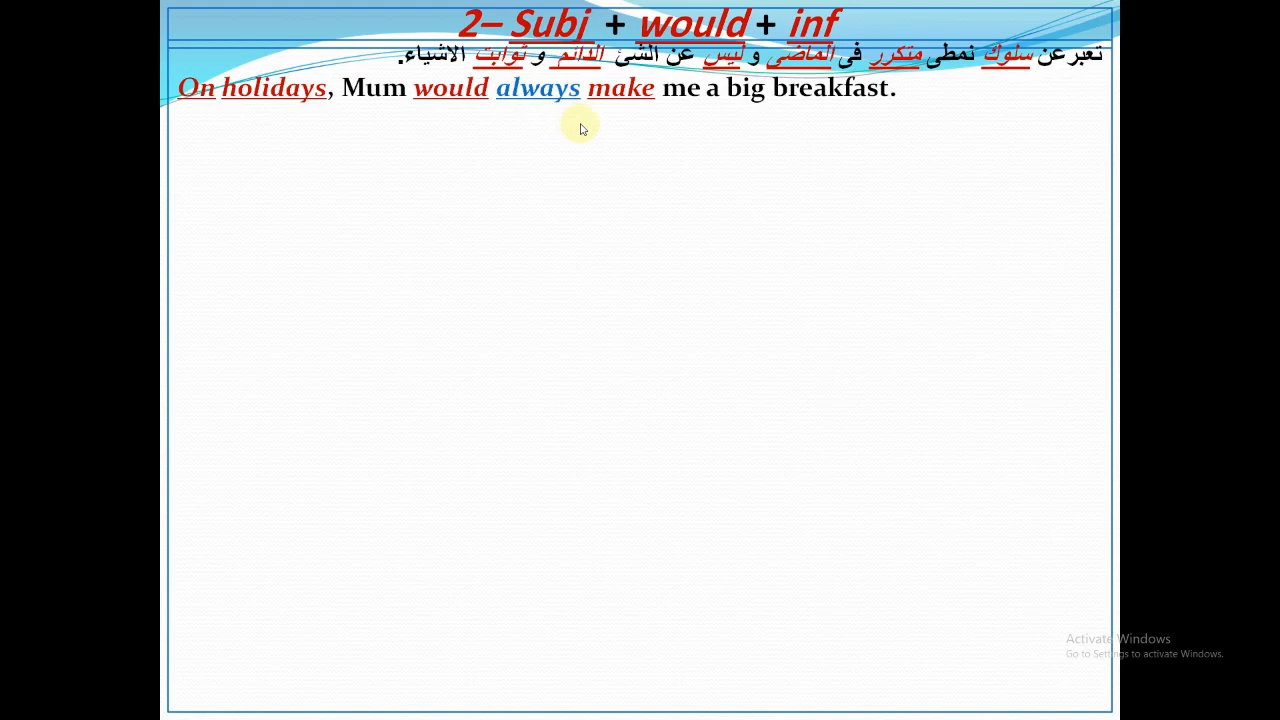 2– Subj + would + inf
تعبر عن سلوك نمطى متكرر فى الماضى و ليس عن الشئ الدائم و ثوابت الاشياء.
On holidays, Mum would always make me a big breakfast.
Activate Windows
Go to Settings to activate Windows.